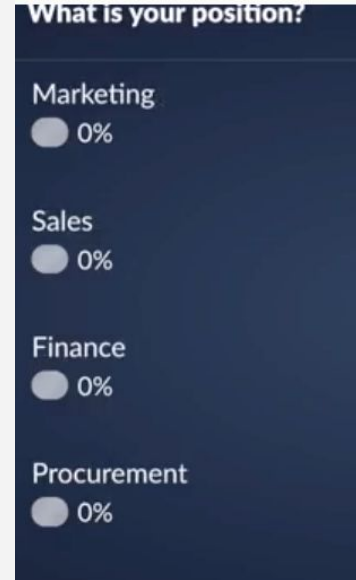 What is your position?
Marketing
0%
Sales
0%
Finance
0%
Procurement
0%